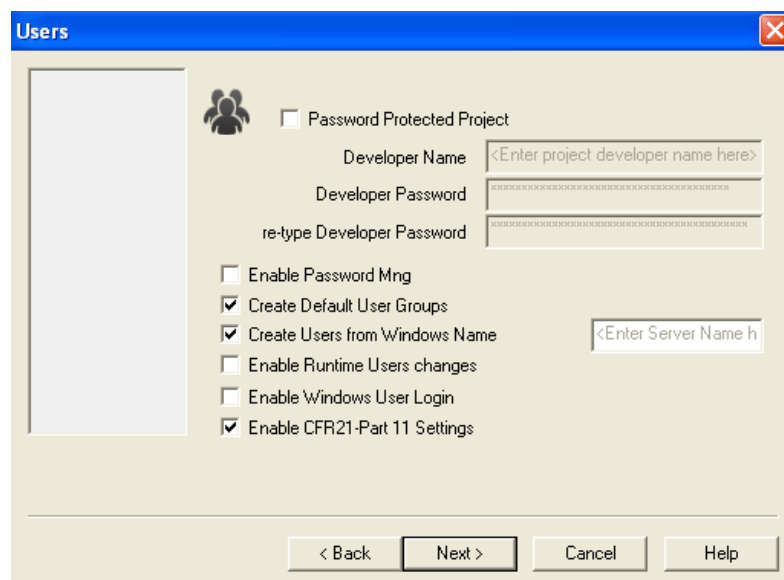 Users
Password Protected Project
Developer Name <Enter project developer name here>
Developer Password
re-type Developer Password
Enable Password Mng
Create Default User Groups
Create Users from Windows Name <Enter Server Name h
Enable Runtime Users changes
Enable Windows User Login
Enable CFR21-Part 11 Settings
< Back Next > Cancel Help